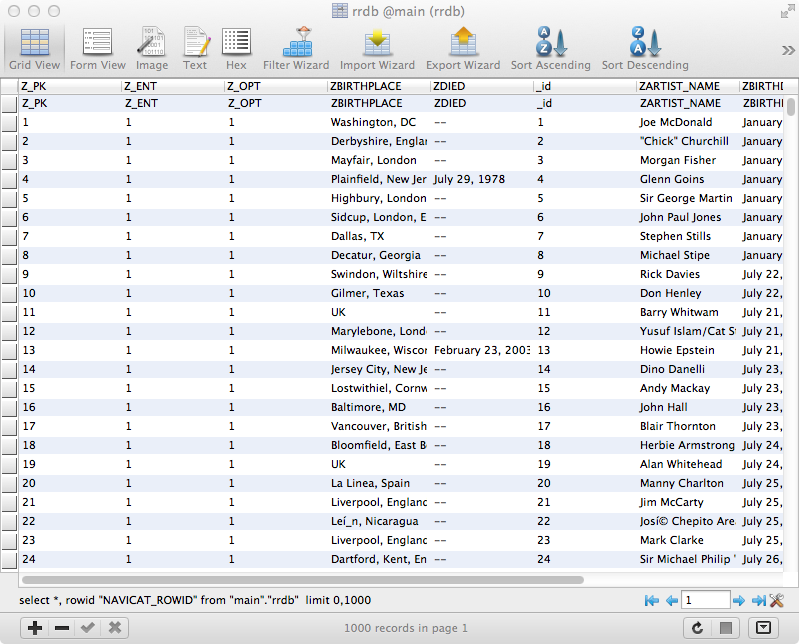 rrdb @main (rrdb)
Grid View Form View Image Text Hex Filter Wizard Import Wizard Export Wizard Sort Ascending Sort Descending
Z_PK Z_ENT Z_OPT ZBIRTHPLACE ZDIED _id ZARTIST_NAME ZBIRTH
Z_PK Z_ENT Z_OPT ZBIRTHPLACE ZDIED _id ZARTIST_NAME ZBIRTHI
1 1 1 Washington, DC -- 1 Joe McDonald January
2 1 1 Derbyshire, Englar -- 2 "Chick" Churchill January
3 1 1 Mayfair, London -- 3 Morgan Fisher January
4 1 1 Plainfield, New Jer July 29, 1978 4 Glenn Goins January
5 1 1 Highbury, London -- 5 Sir George Martin January
6 1 1 Sidcup, London, E -- 6 John Paul Jones January
7 1 1 Dallas, TX -- 7 Stephen Stills January
8 1 1 Decatur, Georgia -- 8 Michael Stipe January
9 1 1 Swindon, Wiltshire -- 9 Rick Davies July 22,
10 1 1 Gilmer, Texas -- 10 Don Henley July 22,
11 1 1 UK -- 11 Barry Whitwam July 21,
12 1 1 Marylebone, Lond -- 12 Yusuf Islam/Cat S July 21,
13 1 1 Milwaukee, Wiscor February 23, 2003 13 Howie Epstein July 21,
14 1 1 Jersey City, New Je -- 14 Dino Danelli July 23,
15 1 1 Lostwithiel, Cornw -- 15 Andy Mackay July 23,
16 1 1 Baltimore, MD -- 16 John Hall July 23,
17 1 1 Vancouver, British -- 17 Blair Thornton July 23,
18 1 1 Bloomfield, East B -- 18 Herbie Armstrong July 24,
19 1 1 UK -- 19 Alan Whitehead July 24,
20 1 1 La Linea, Spain -- 20 Manny Charlton July 25,
21 1 1 Liverpool, England -- 21 Jim McCarty July 25,
22 1 1 Leí_n, Nicaragua -- 22 Josí© Chepito Are July 25,
23 1 1 Liverpool, England -- 23 Mark Clarke July 25,
24 1 1 Dartford, Kent, En -- 24 Sir Michael Philip ' July 26,
select *, rowid "NAVICAT_ROWID" from "main"."rrdb" limit 0,1000 1
1000 records in page 1